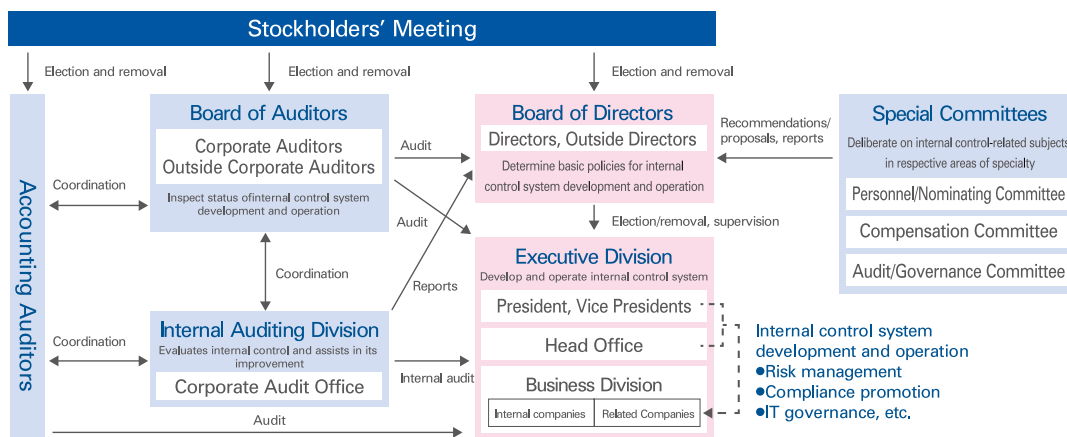 Stockholders' Meeting
Election and removal
Election and removal
Election and removal
Accounting Auditors
Coordination
Coordination
Board of Auditors
Corporate Auditors
Outside Corporate Auditors
Inspect status ofinternal control system
development and operation
Coordination
Internal Auditing Division
Evaluates internal control and assists in its
improvement
Corporate Audit Office
Audit
Audit
Audit
Reports
Internal audit
Board of Directors
Directors, Outside Directors
Determine basic policies for internal
control system development and operation
Election/removal, supervision
Executive Division
Develop and operate internal control system
President, Vice Presidents
Head Office
Business Division
Internal companies
Related Companies
Recommendations/
proposals, reports
Special Committees
Deliberate on internal control-related subjects
in respective areas of specialty
Personnel/Nominating Committee
Compensation Committee
Audit/Governance Committee
Internal control system
development and operation
●Risk management
●Compliance promotion
●IT governance, etc.